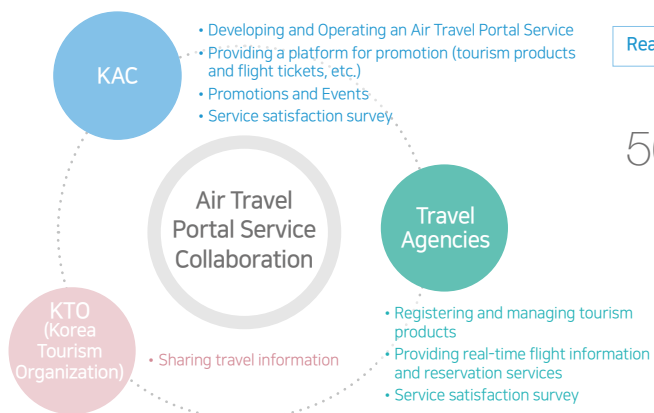 KAC
• Developing and Operating an Air Travel Portal Service
• Providing a platform for promotion (tourism products
and flight tickets, etc.)
• Promotions and Events
• Service satisfaction survey
Air Travel
Portal Service
Collaboration
Travel
Agencies
• Registering and managing tourism
products
• Providing real-time flight information
and reservation services
• Service satisfaction survey
KTO
(Korea
Tourism
Organization)
• Sharing travel information